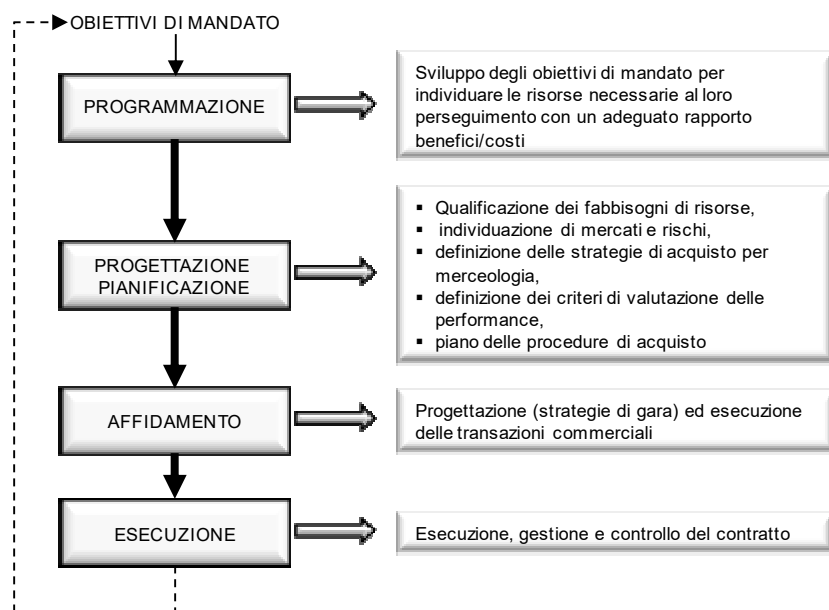 OBIETTIVI DI MANDATO
PROGRAMMAZIONE
Sviluppo degli obiettivi di mandato per
individuare le risorse necessarie al loro
perseguimento con un adeguato rapporto
benefici/costi
PROGETTAZIONE
PIANIFICAZIONE
▪ Qualificazione dei fabbisogni di risorse,
▪ individuazione di mercati e rischi,
▪ definizione delle strategie di acquisto per
merceologia,
▪ definizione dei criteri di valutazione delle
performance,
▪ piano delle procedure di acquisto
AFFIDAMENTO
Progettazione (strategie di gara) ed esecuzione
delle transazioni commerciali
ESECUZIONE
Esecuzione, gestione e controllo del contratto